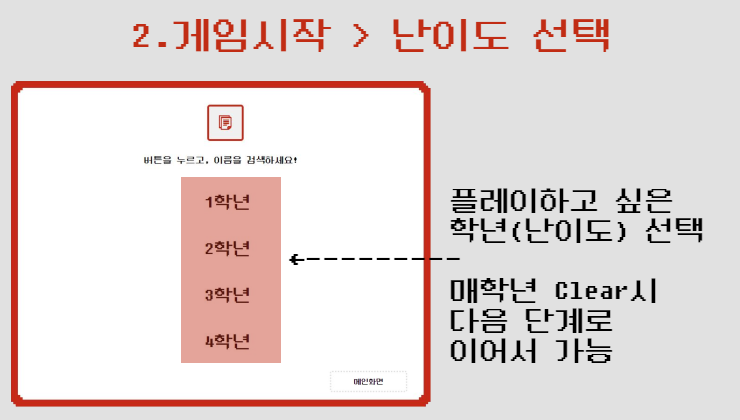 2.게임시작 > 난이도 선택
버튼을 누르고, 이름을 검색하세요!
1학년
2학년
3학년
4학년
메인화면
플레이하고 싶은
학년(난이도) 선택
매학년 Clear시
다음 단계로
이어서 가능